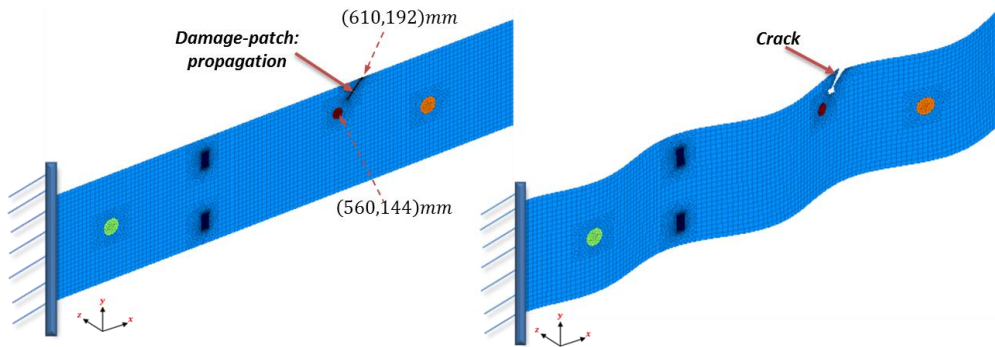 (610,192)mm
Damage-patch:
propagation
(560,144)mm
y
z
x
Crack
y
z
x